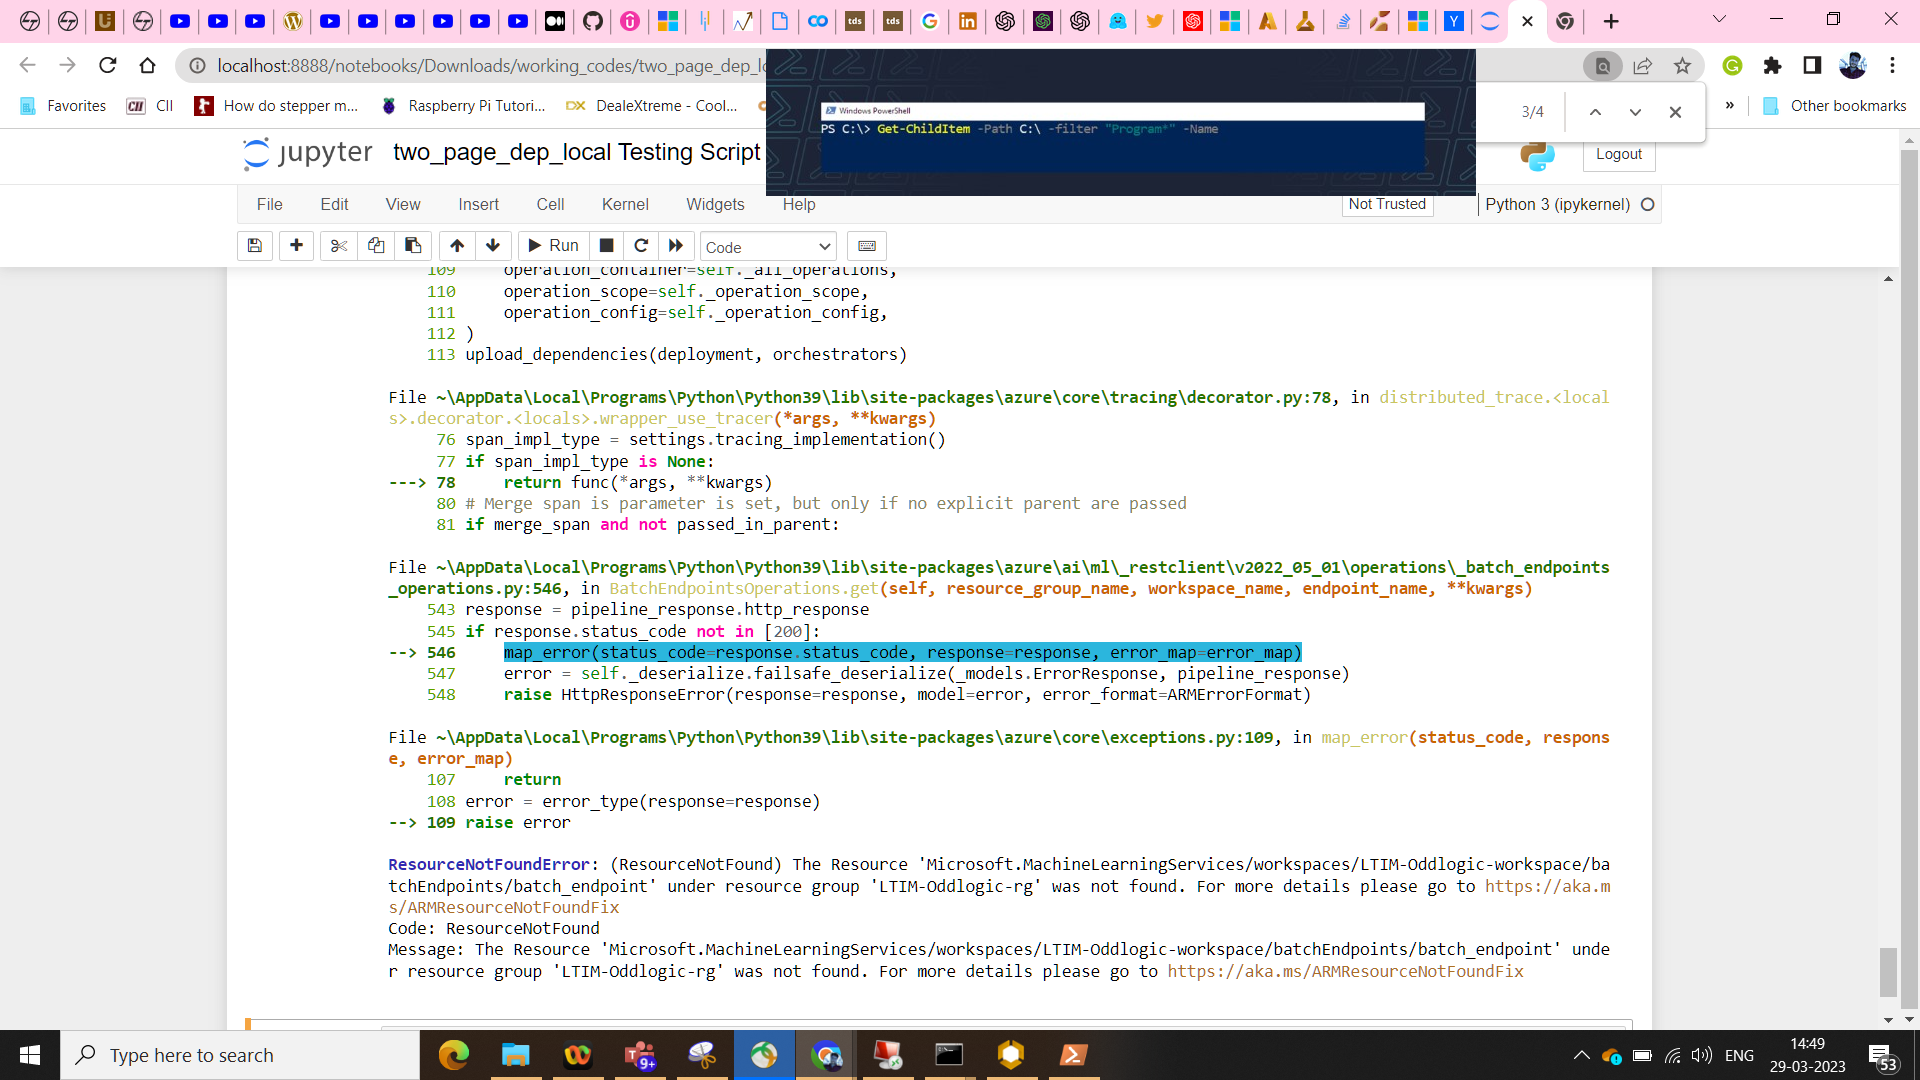 localhost:8888/notebooks/Downloads/working_codes/two_page_dep_lo
3/4
Favorites
CII
How do stepper m...
Raspberry Pi Tutori...
DealeXtreme - Cool...
»
Other bookmarks
Windows PowerShell
PS C:\> Get-ChildItem -Path C:\ -filter "Program*" -Name
jupyter
two_page_dep_local Testing Script
Logout
File
Edit
View
Insert
Cell
Kernel
Widgets
Help
Not Trusted
Python 3 (ipykernel)
Run
Code
109 operation_container=self._all_operations,
110 operation_scope=self._operation_scope,
111 operation_config=self._operation_config,
112 )
113 upload_dependencies(deployment, orchestrators)
File ~\AppData\Local\Programs\Python\Python39\lib\site-packages\azure\core\tracing\decorator.py:78, in distributed_trace.<local
s>.decorator.<locals>.wrapper_use_tracer(*args, **kwargs)
76 span_impl_type = settings.tracing_implementation()
77 if span_impl_type is None:
---> 78 return func(*args, **kwargs)
80 # Merge span is parameter is set, but only if no explicit parent are passed
81 if merge_span and not passed_in_parent:
File ~\AppData\Local\Programs\Python\Python39\lib\site-packages\azure\ai\ml\_restclient\v2022_05_01\operations\_batch_endpoints
_operations.py:546, in BatchEndpointsOperations.get(self, resource_group_name, workspace_name, endpoint_name, **kwargs)
543 response = pipeline_response.http_response
545 if response.status_code not in [200]:
--> 546 map_error(status_code=response.status_code, response=response, error_map=error_map)
547 error = self._deserialize.failsafe_deserialize(_models.ErrorResponse, pipeline_response)
548 raise HttpResponseError(response=response, model=error, error_format=ARMErrorFormat)
File ~\AppData\Local\Programs\Python\Python39\lib\site-packages\azure\core\exceptions.py:109, in map_error(status_code, respons
e, error_map)
107 return
108 error = error_type(response=response)
--> 109 raise error
ResourceNotFoundError: (ResourceNotFound) The Resource 'Microsoft.MachineLearningServices/workspaces/LTIM-Oddlogic-workspace/ba
tchEndpoints/batch_endpoint' under resource group 'LTIM-Oddlogic-rg' was not found. For more details please go to https://aka.m
s/ARMResourceNotFoundFix
Code: ResourceNotFound
Message: The Resource 'Microsoft.MachineLearningServices/workspaces/LTIM-Oddlogic-workspace/batchEndpoints/batch_endpoint' unde
r resource group 'LTIM-Oddlogic-rg' was not found. For more details please go to https://aka.ms/ARMResourceNotFoundFix
Type here to search
9+
ENG
14:49
29-03-2023
53